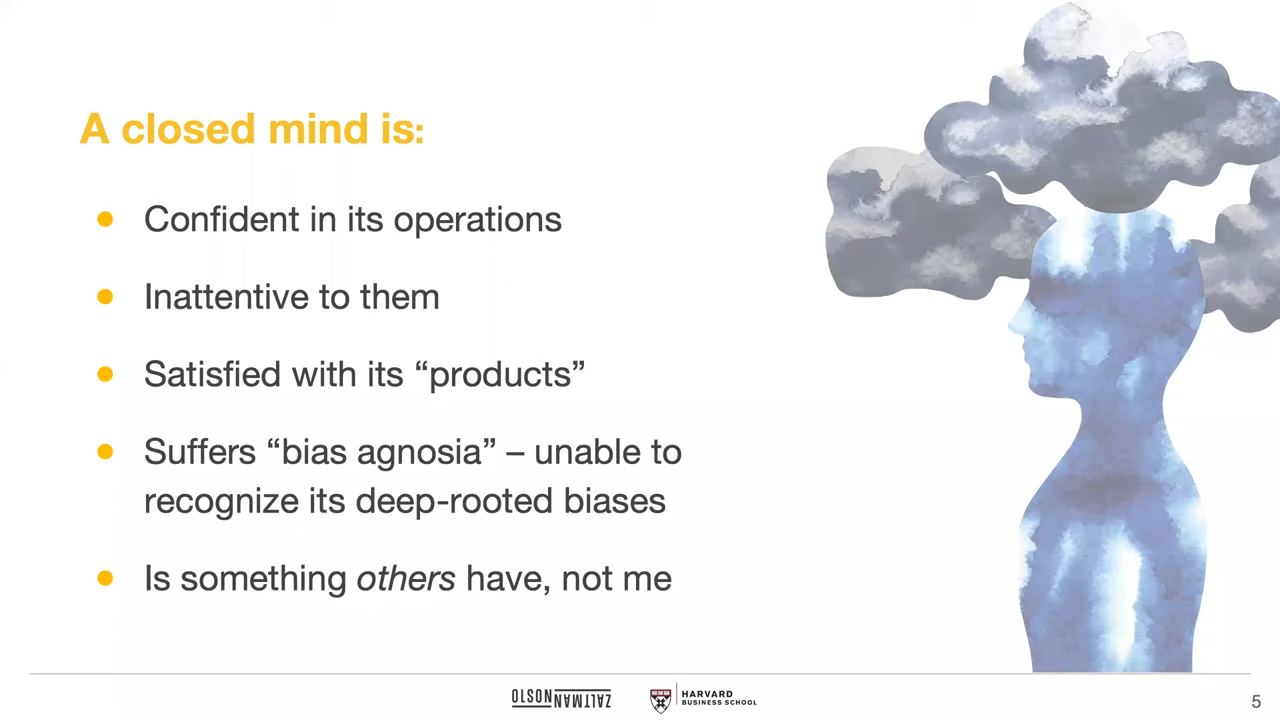 A closed mind is:
● Confident in its operations
● Inattentive to them
● Satisfied with its “products”
● Suffers “bias agnosia” – unable to
recognize its deep-rooted biases
● Is something others have, not me
OLSON ZALTMAN
HARVARD
BUSINESS SCHOOL
5